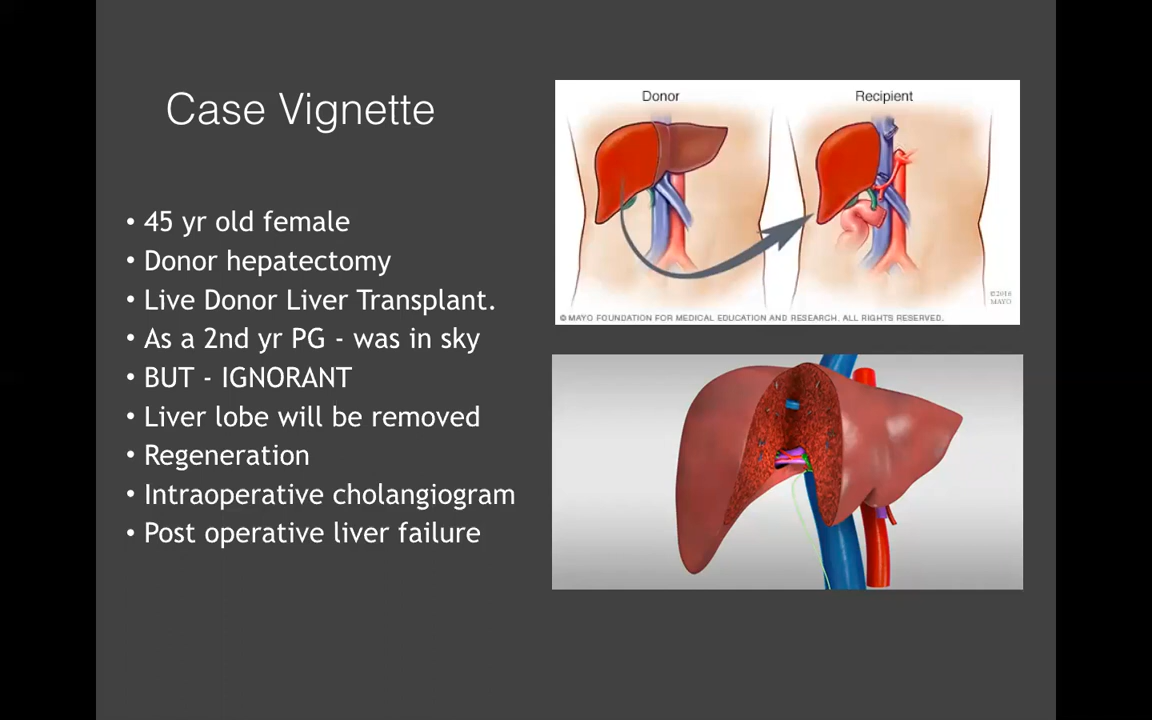 Case Vignette
• 45 yr old female
• Donor hepatectomy
• Live Donor Liver Transplant.
• As a 2nd yr PG - was in sky
• BUT - IGNORANT
• Liver lobe will be removed
• Regeneration
• Intraoperative cholangiogram
• Post operative liver failure
Donor
Recipient
©2016
MAYO
© MAYO FOUNDATION FOR MEDICAL EDUCATION AND RESEARCH. ALL RIGHTS RESERVED.